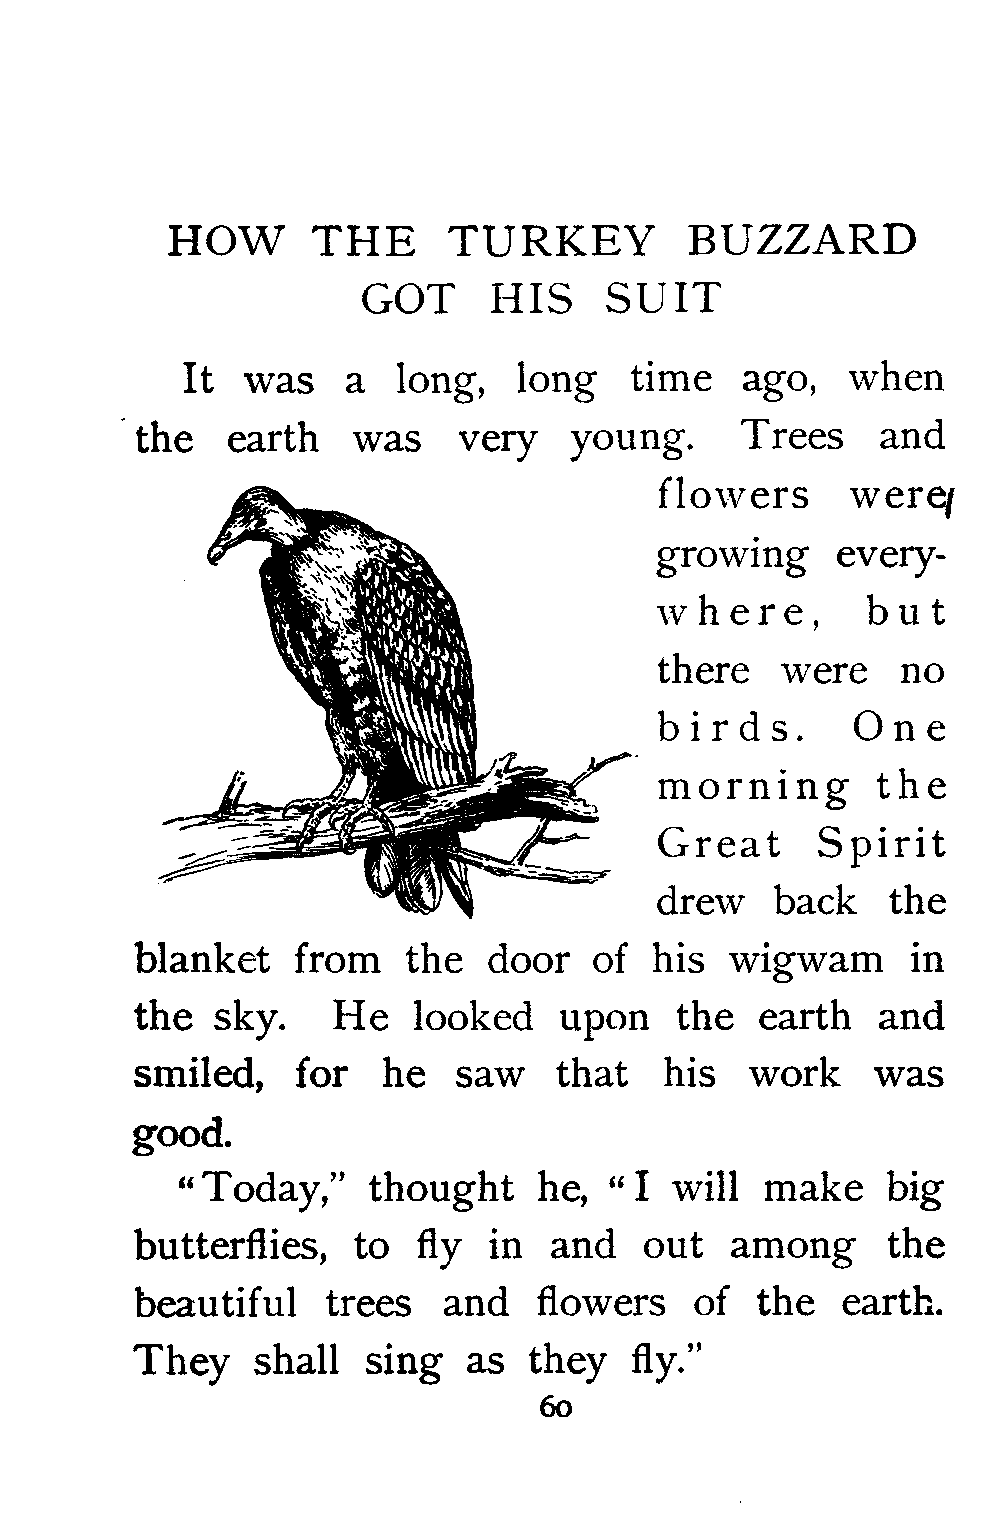 HOW THE TURKEY BUZZARD
GOT HIS SUIT
It was a long, long time ago, when
the earth was very young. Trees and
flowers were
growing every-
where, but
there were no
birds. One
morning the
Great Spirit
drew back the
blanket from the door of his wigwam in
the sky. He looked upon the earth and
smiled, for he saw that his work was
good.
"Today," thought he, "I will make big
butterflies, to fly in and out among the
beautiful trees and flowers of the earth.
They shall sing as they fly."
60